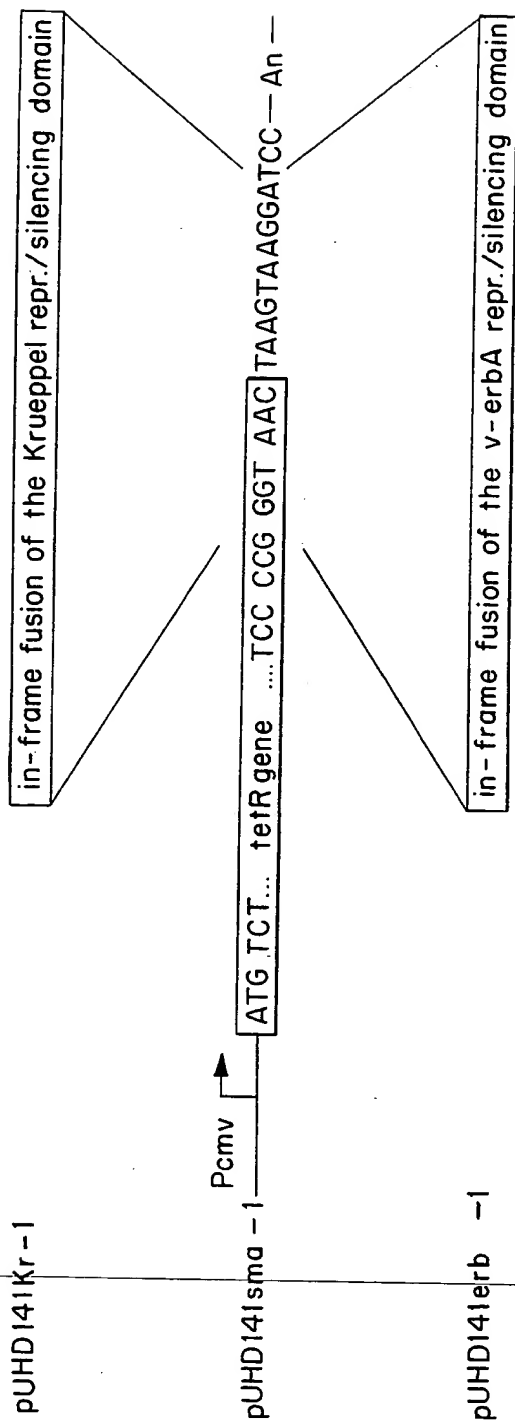 pUHD141Kr-1
in-frame fusion of the Krueppel repr./silencing domain
pUHD141sma -1
Pcmv
ATG TCT... tetR gene .....TCC CCG GGT AAC TAAGTAAGGATCC — An —
pUHD141erb -1
in-frame fusion of the v-erbA repr./silencing domain